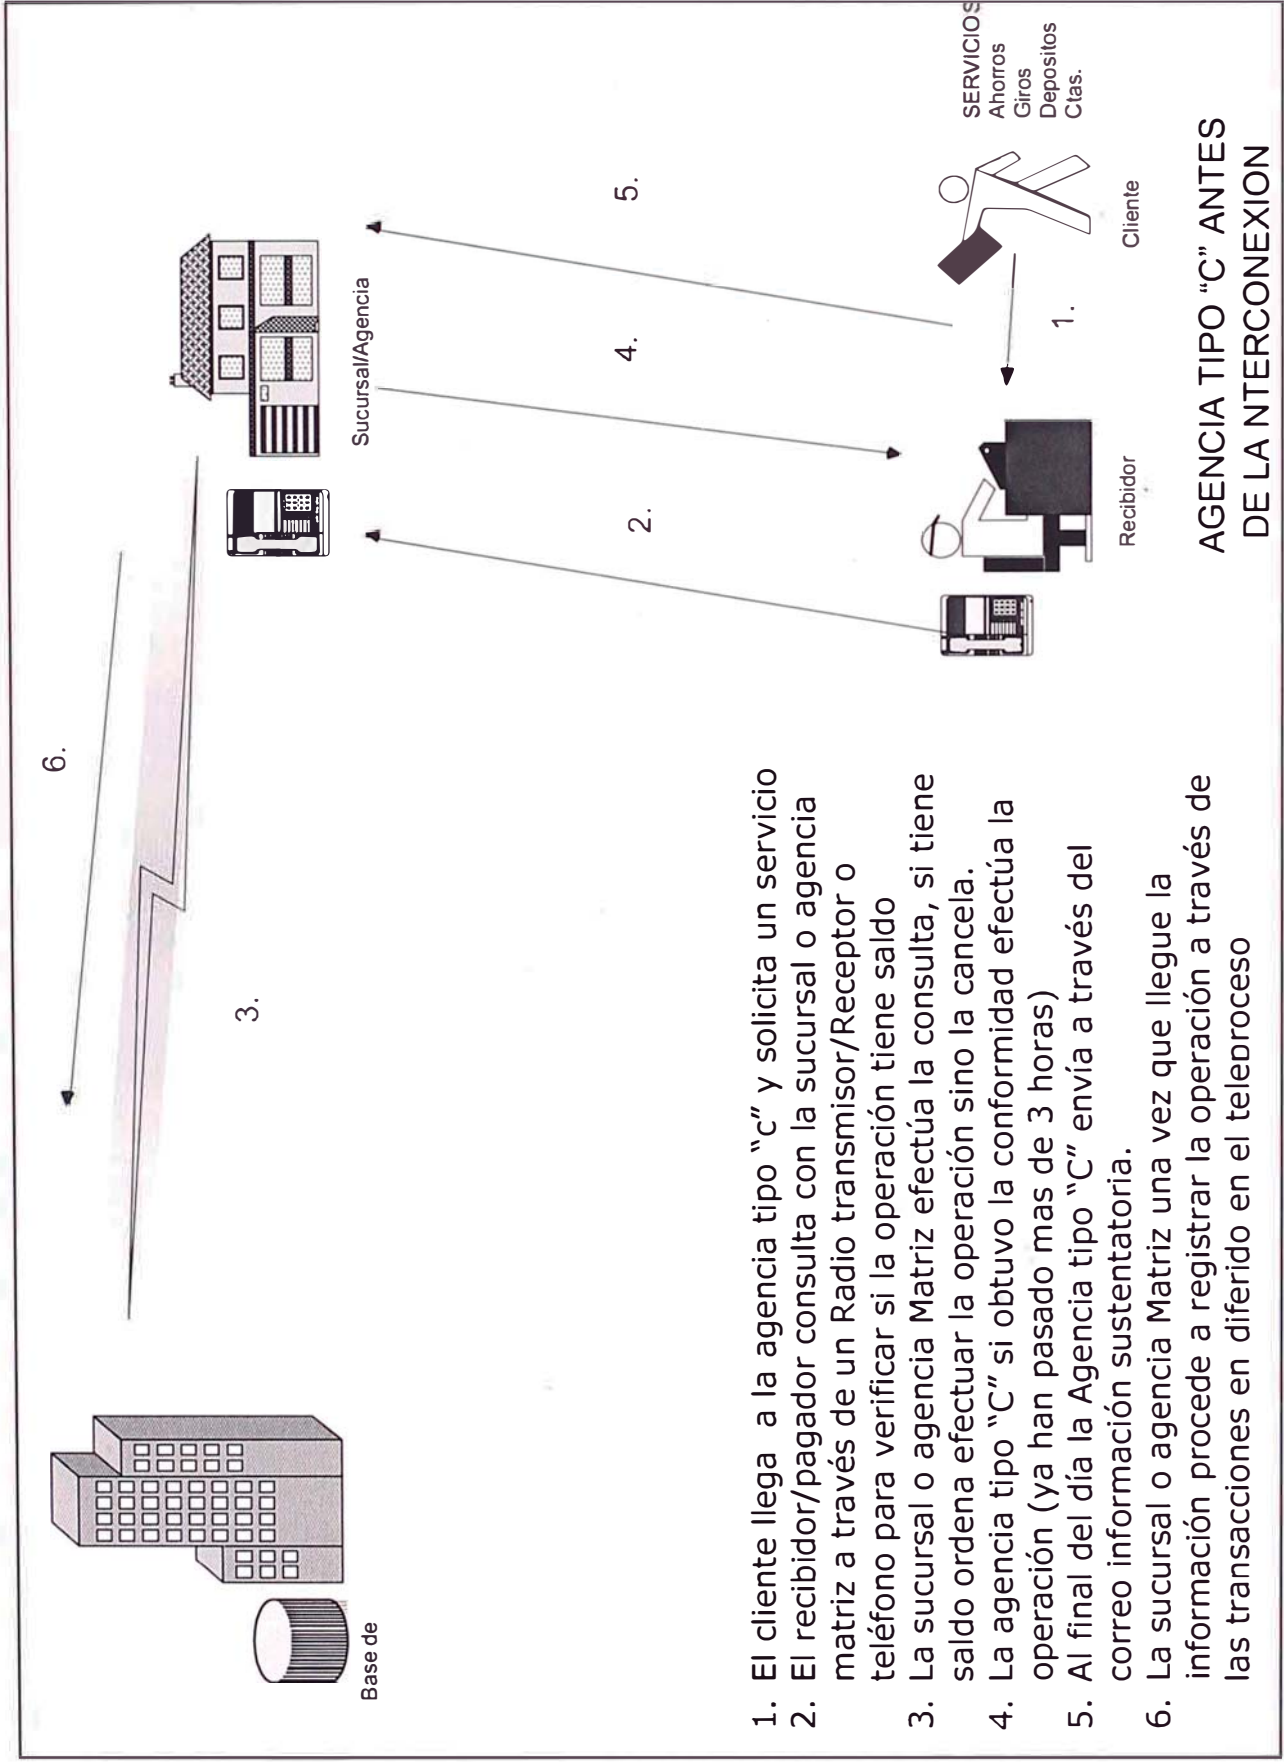 6.
3.
Base de
Sucursal/Agencia
5.
4.
2.
SERVICIOS
Ahorros
Giros
Depositos
Ctas.
Cliente
1.
Recibidor
AGENCIA TIPO “C” ANTES
DE LA NTERCONEXION
1. El cliente llega a la agencia tipo “c” y solicita un servicio
2. El recibidor/pagador consulta con la sucursal o agencia
matriz a través de un Radio transmisor/Receptor o
teléfono para verificar si la operación tiene saldo
3. La sucursal o agencia Matriz efectúa la consulta, si tiene
saldo ordena efectuar la operación sino la cancela.
4. La agencia tipo “C” si obtuvo la conformidad efectúa la
operación (ya han pasado mas de 3 horas)
5. Al final del día la Agencia tipo “C” envía a través del
correo información sustentatoria.
6. La sucursal o agencia Matriz una vez que llegue la
información procede a registrar la operación a través de
las transacciones en diferido en el teleproceso